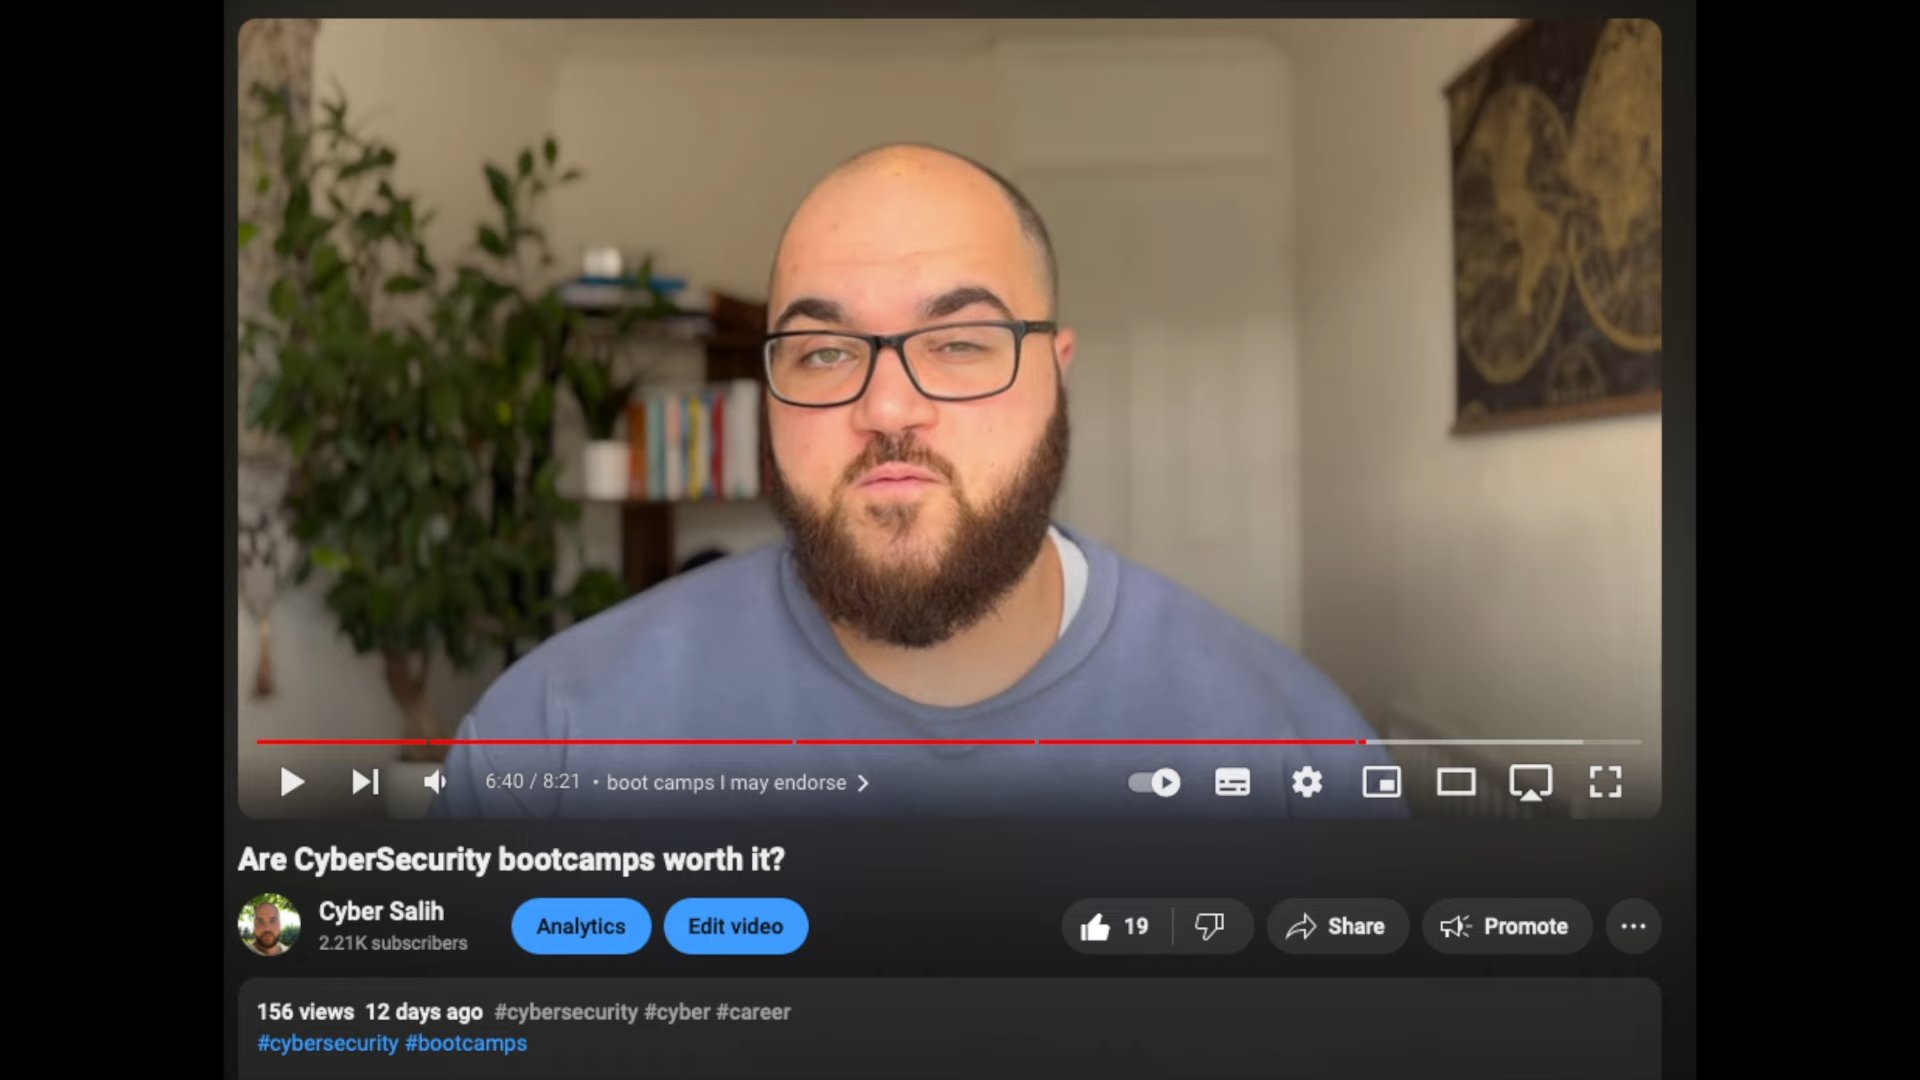 6:40 / 8:21 • boot camps I may endorse
Are CyberSecurity bootcamps worth it?
Cyber Salih
2.21K subscribers
Analytics
Edit video
19
Share
Promote
156 views 12 days ago #cybersecurity #cyber #career
#cybersecurity #bootcamps